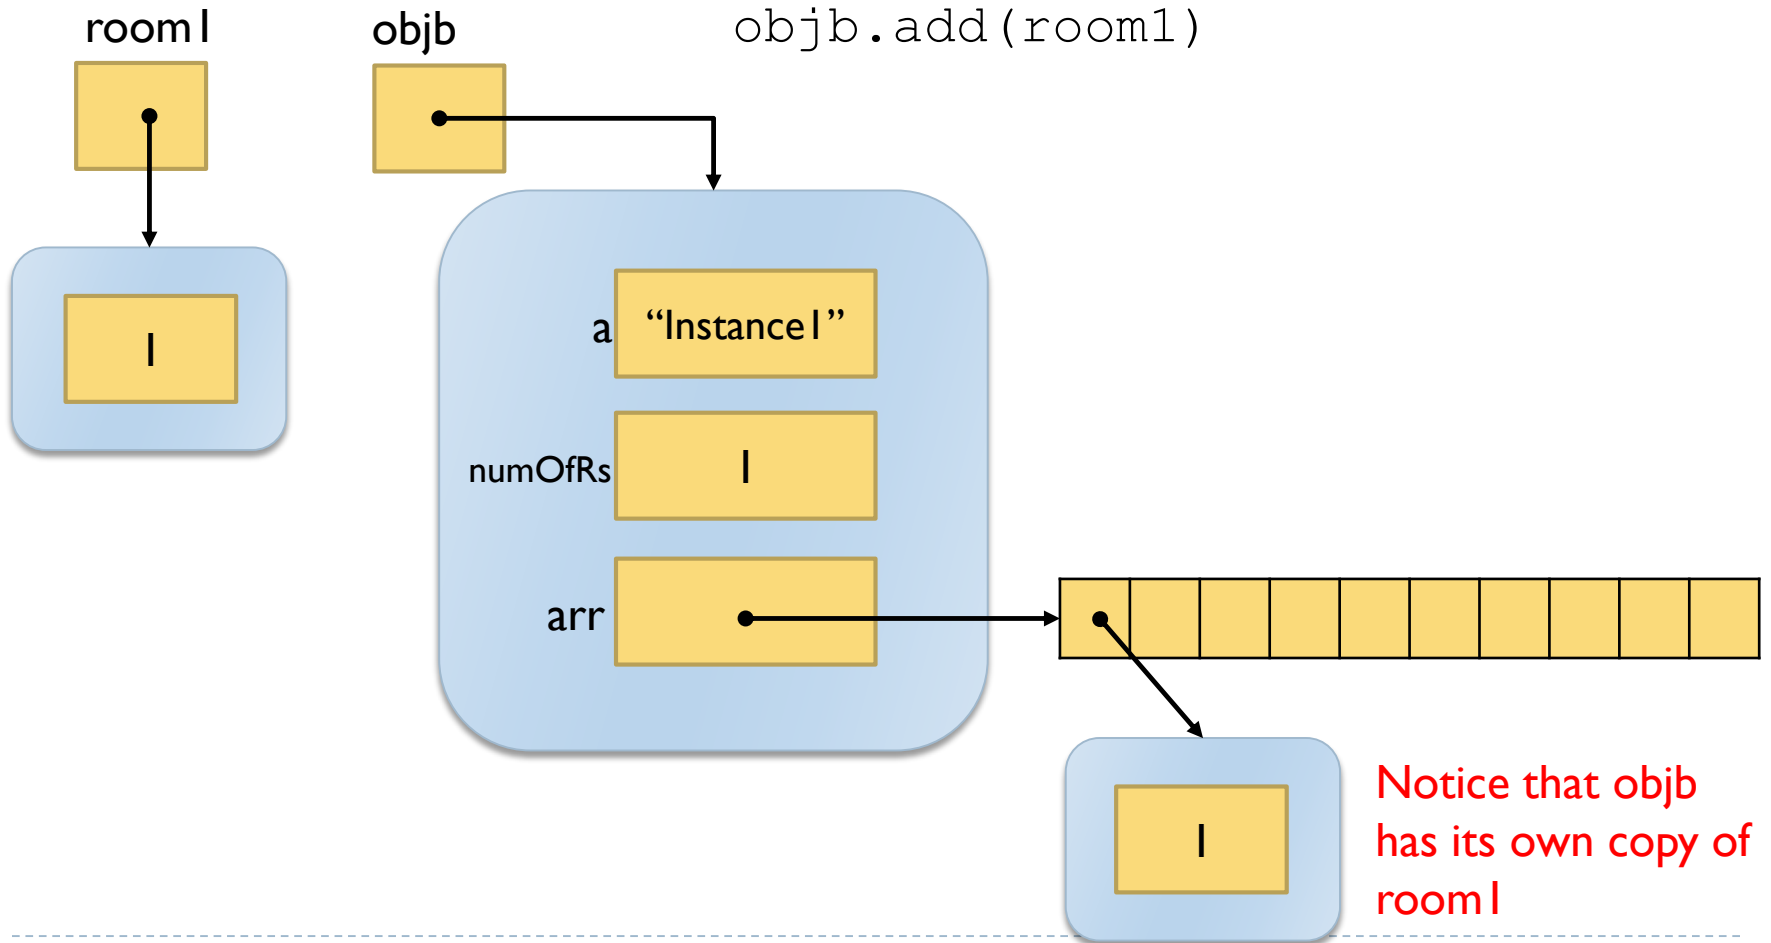 room1
objb
objb.add(room1)
1
a
“Instance1”
numOfRs
1
arr
1
Notice that objb
has its own copy of
room1